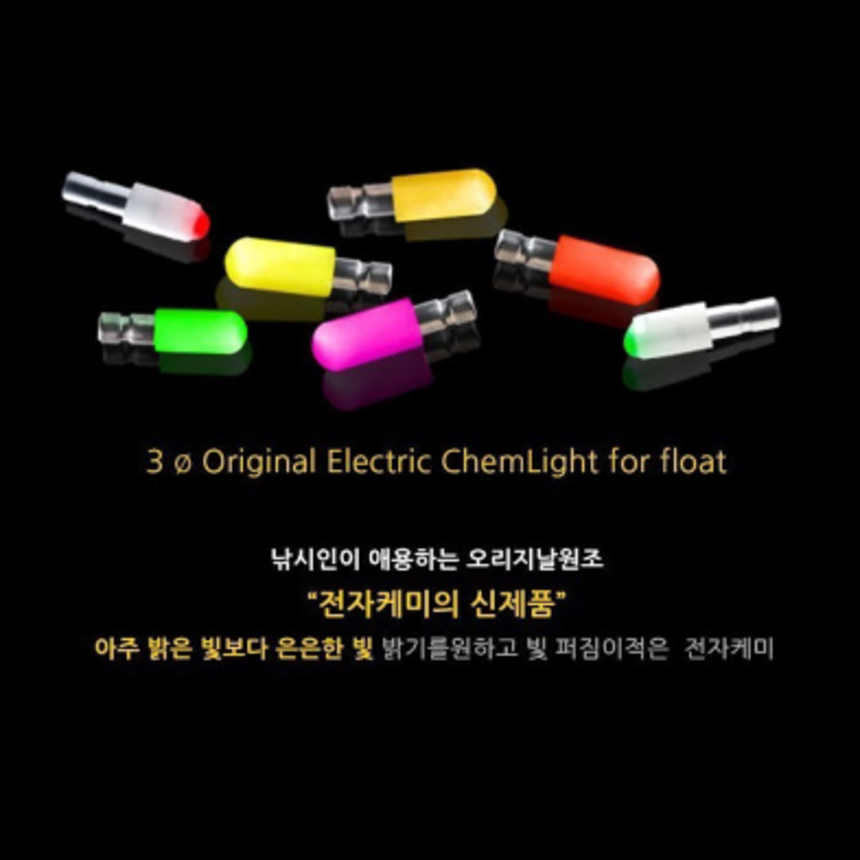 3 ø Original Electric ChemLight for float
낚시인이 애용하는 오리지날원조
“전자케미의 신제품”
아주 밝은 빛보다 은은한 빛 밝기를원하고 빛 퍼짐이적은 전자케미